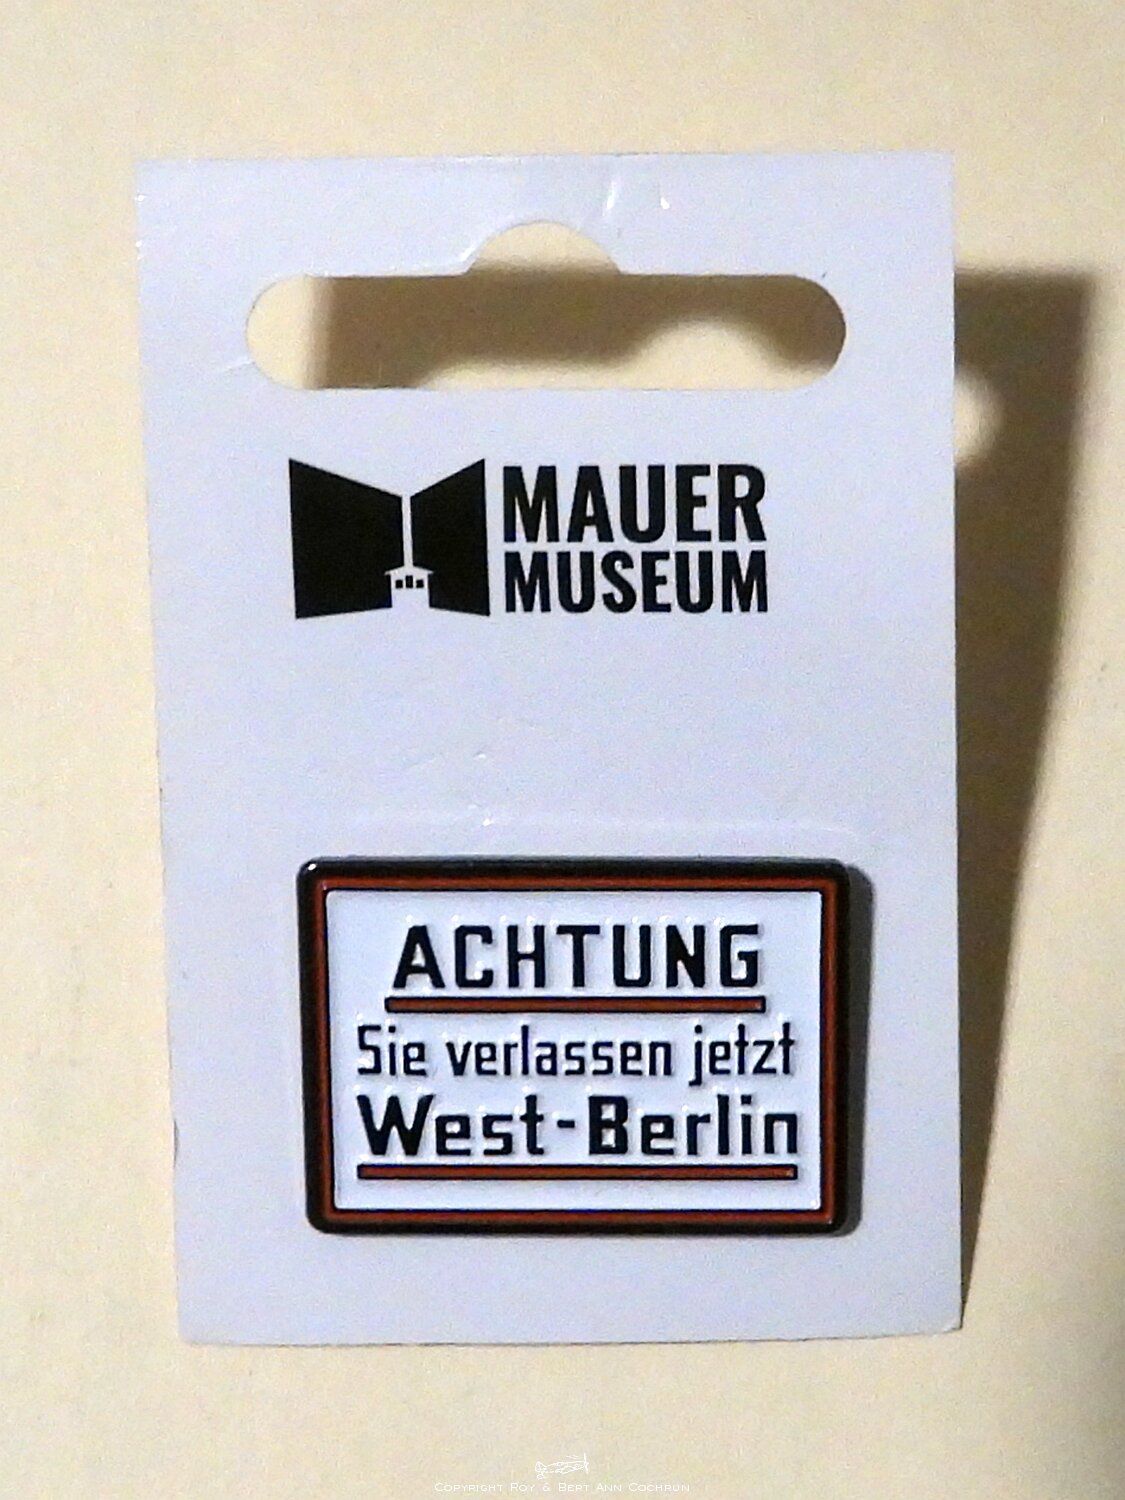 MAUER
MUSEUM
ACHTUNG
Sie verlassen jetzt
West-Berlin
Copyright Roy & Bert Ann Cochrun